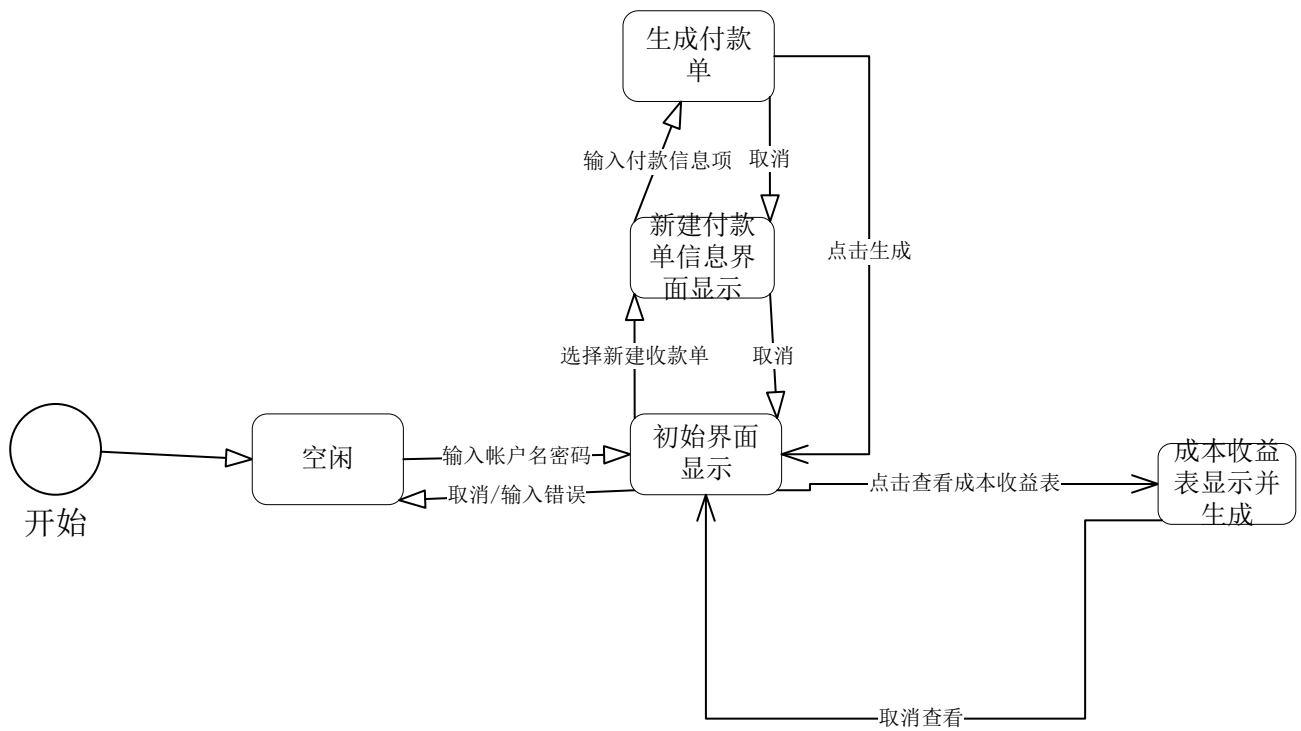 生成付款
单
输入付款信息项
取消
新建付款
单信息界
面显示
点击生成
选择新建收款单
取消
初始界面
显示
空闲
输入帐户名密码
取消/输入错误
开始
点击查看成本收益表
成本收益
表显示并
生成
取消查看